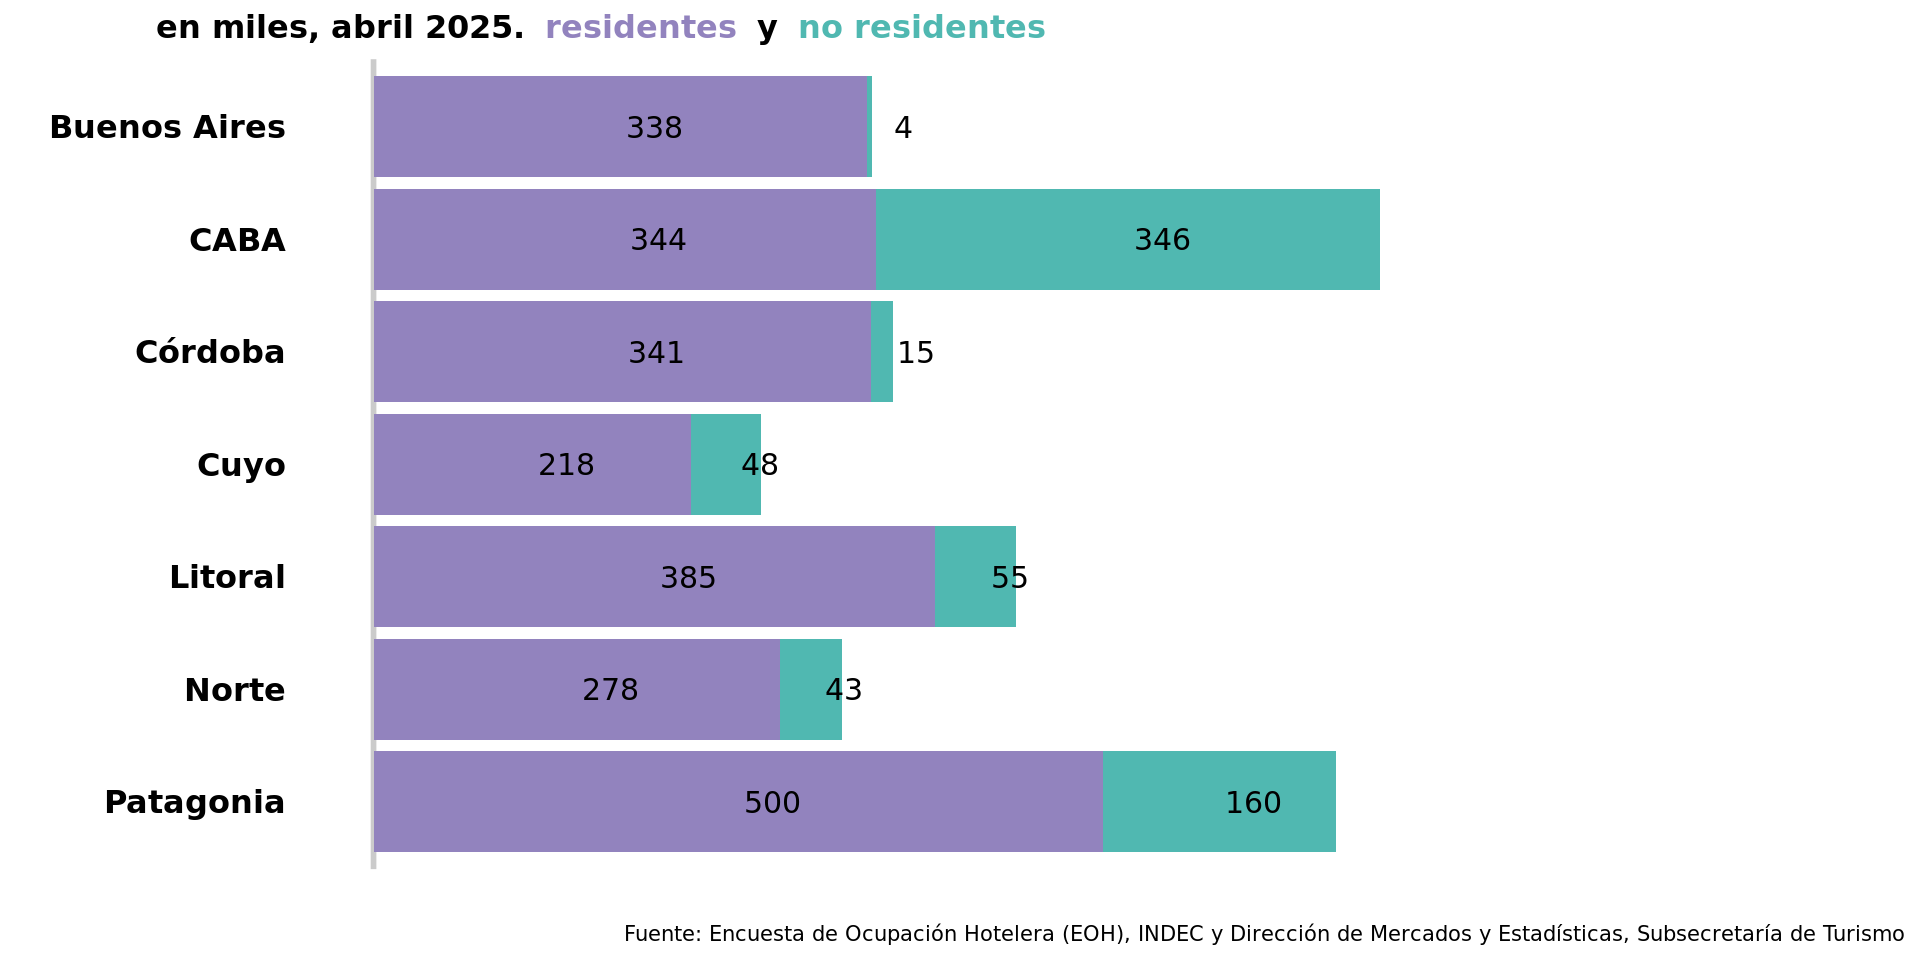 en miles, abril 2025. residentes y no residentes
Buenos Aires 338 4
CABA 344 346
Córdoba 341 15
Cuyo 218 48
Litoral 385 55
Norte 278 43
Patagonia 500 160
Fuente: Encuesta de Ocupación Hotelera (EOH), INDEC y Dirección de Mercados y Estadísticas, Subsecretaría de Turismo